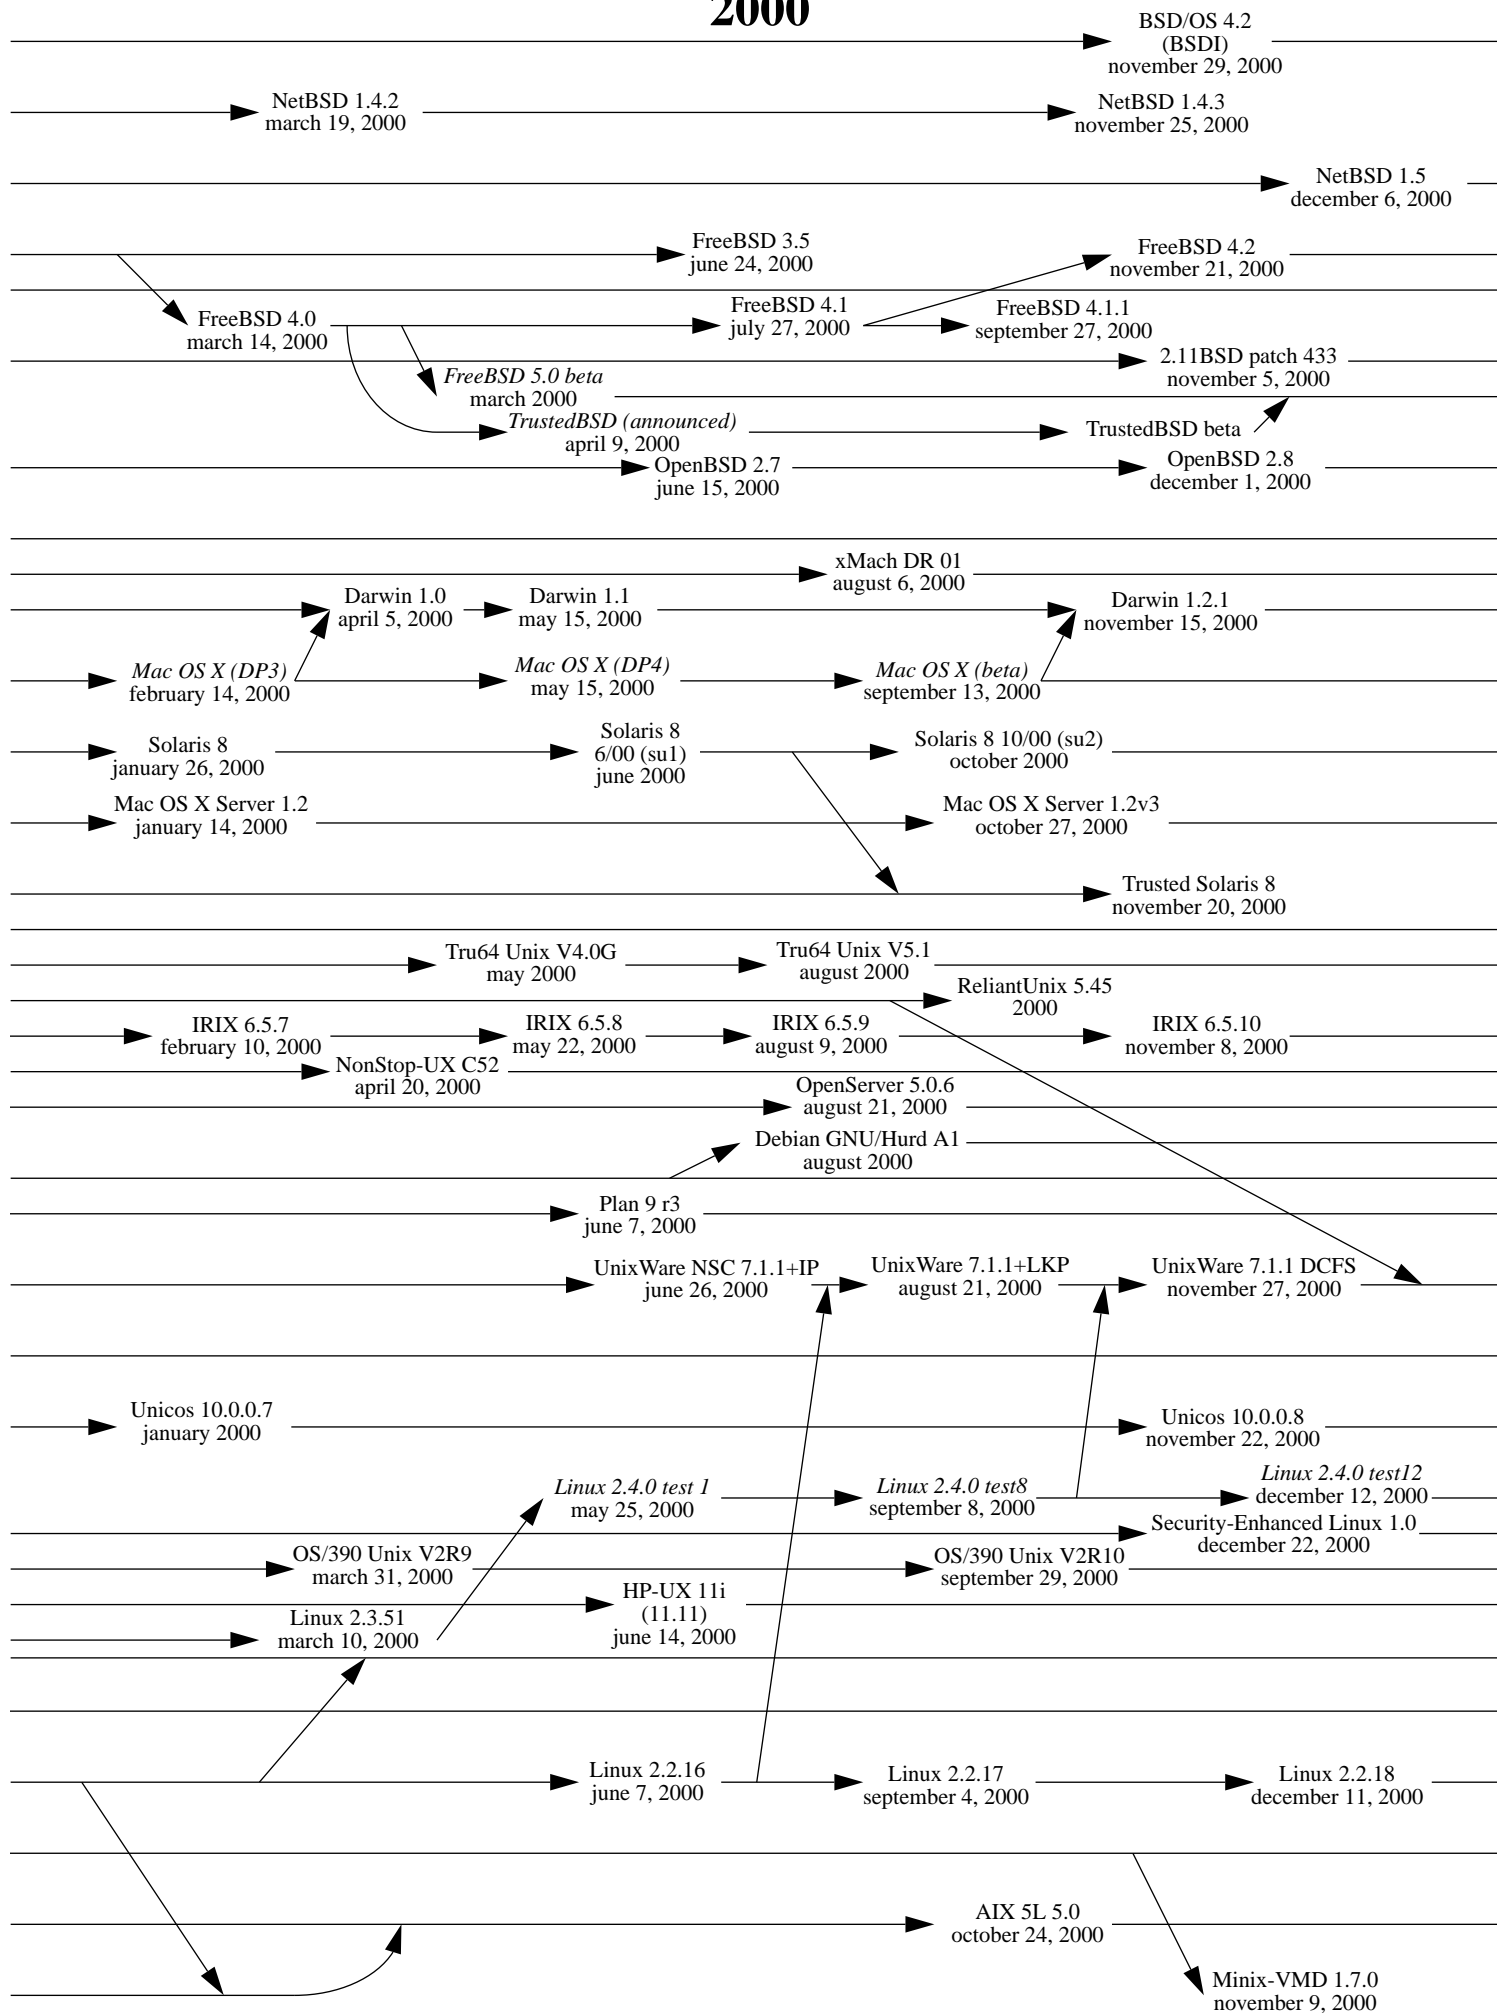 2000
BSD/OS 4.2
(BSDI)
november 29, 2000
NetBSD 1.4.2
march 19, 2000
NetBSD 1.4.3
november 25, 2000
NetBSD 1.5
december 6, 2000
FreeBSD 3.5
june 24, 2000
FreeBSD 4.2
november 21, 2000
FreeBSD 4.0
march 14, 2000
FreeBSD 4.1
july 27, 2000
FreeBSD 4.1.1
september 27, 2000
2.11BSD patch 433
november 5, 2000
FreeBSD 5.0 beta
march 2000
TrustedBSD (announced)
april 9, 2000
TrustedBSD beta
OpenBSD 2.7
june 15, 2000
OpenBSD 2.8
december 1, 2000
xMach DR 01
august 6, 2000
Darwin 1.0
april 5, 2000
Darwin 1.1
may 15, 2000
Darwin 1.2.1
november 15, 2000
Mac OS X (DP3)
february 14, 2000
Mac OS X (DP4)
may 15, 2000
Mac OS X (beta)
september 13, 2000
Solaris 8
january 26, 2000
Solaris 8
6/00 (su1)
june 2000
Solaris 8 10/00 (su2)
october 2000
Mac OS X Server 1.2
january 14, 2000
Mac OS X Server 1.2v3
october 27, 2000
Trusted Solaris 8
november 20, 2000
Tru64 Unix V4.0G
may 2000
Tru64 Unix V5.1
august 2000
ReliantUnix 5.45
2000
IRIX 6.5.7
february 10, 2000
IRIX 6.5.8
may 22, 2000
IRIX 6.5.9
august 9, 2000
IRIX 6.5.10
november 8, 2000
NonStop-UX C52
april 20, 2000
OpenServer 5.0.6
august 21, 2000
Debian GNU/Hurd A1
august 2000
Plan 9 r3
june 7, 2000
UnixWare NSC 7.1.1+IP
june 26, 2000
UnixWare 7.1.1+LKP
august 21, 2000
UnixWare 7.1.1 DCFS
november 27, 2000
Unicos 10.0.0.7
january 2000
Unicos 10.0.0.8
november 22, 2000
Linux 2.4.0 test 1
may 25, 2000
Linux 2.4.0 test8
september 8, 2000
Linux 2.4.0 test12
december 12, 2000
Security-Enhanced Linux 1.0
december 22, 2000
OS/390 Unix V2R9
march 31, 2000
OS/390 Unix V2R10
september 29, 2000
HP-UX 11i
(11.11)
june 14, 2000
Linux 2.3.51
march 10, 2000
Linux 2.2.16
june 7, 2000
Linux 2.2.17
september 4, 2000
Linux 2.2.18
december 11, 2000
AIX 5L 5.0
october 24, 2000
Minix-VMD 1.7.0
november 9, 2000